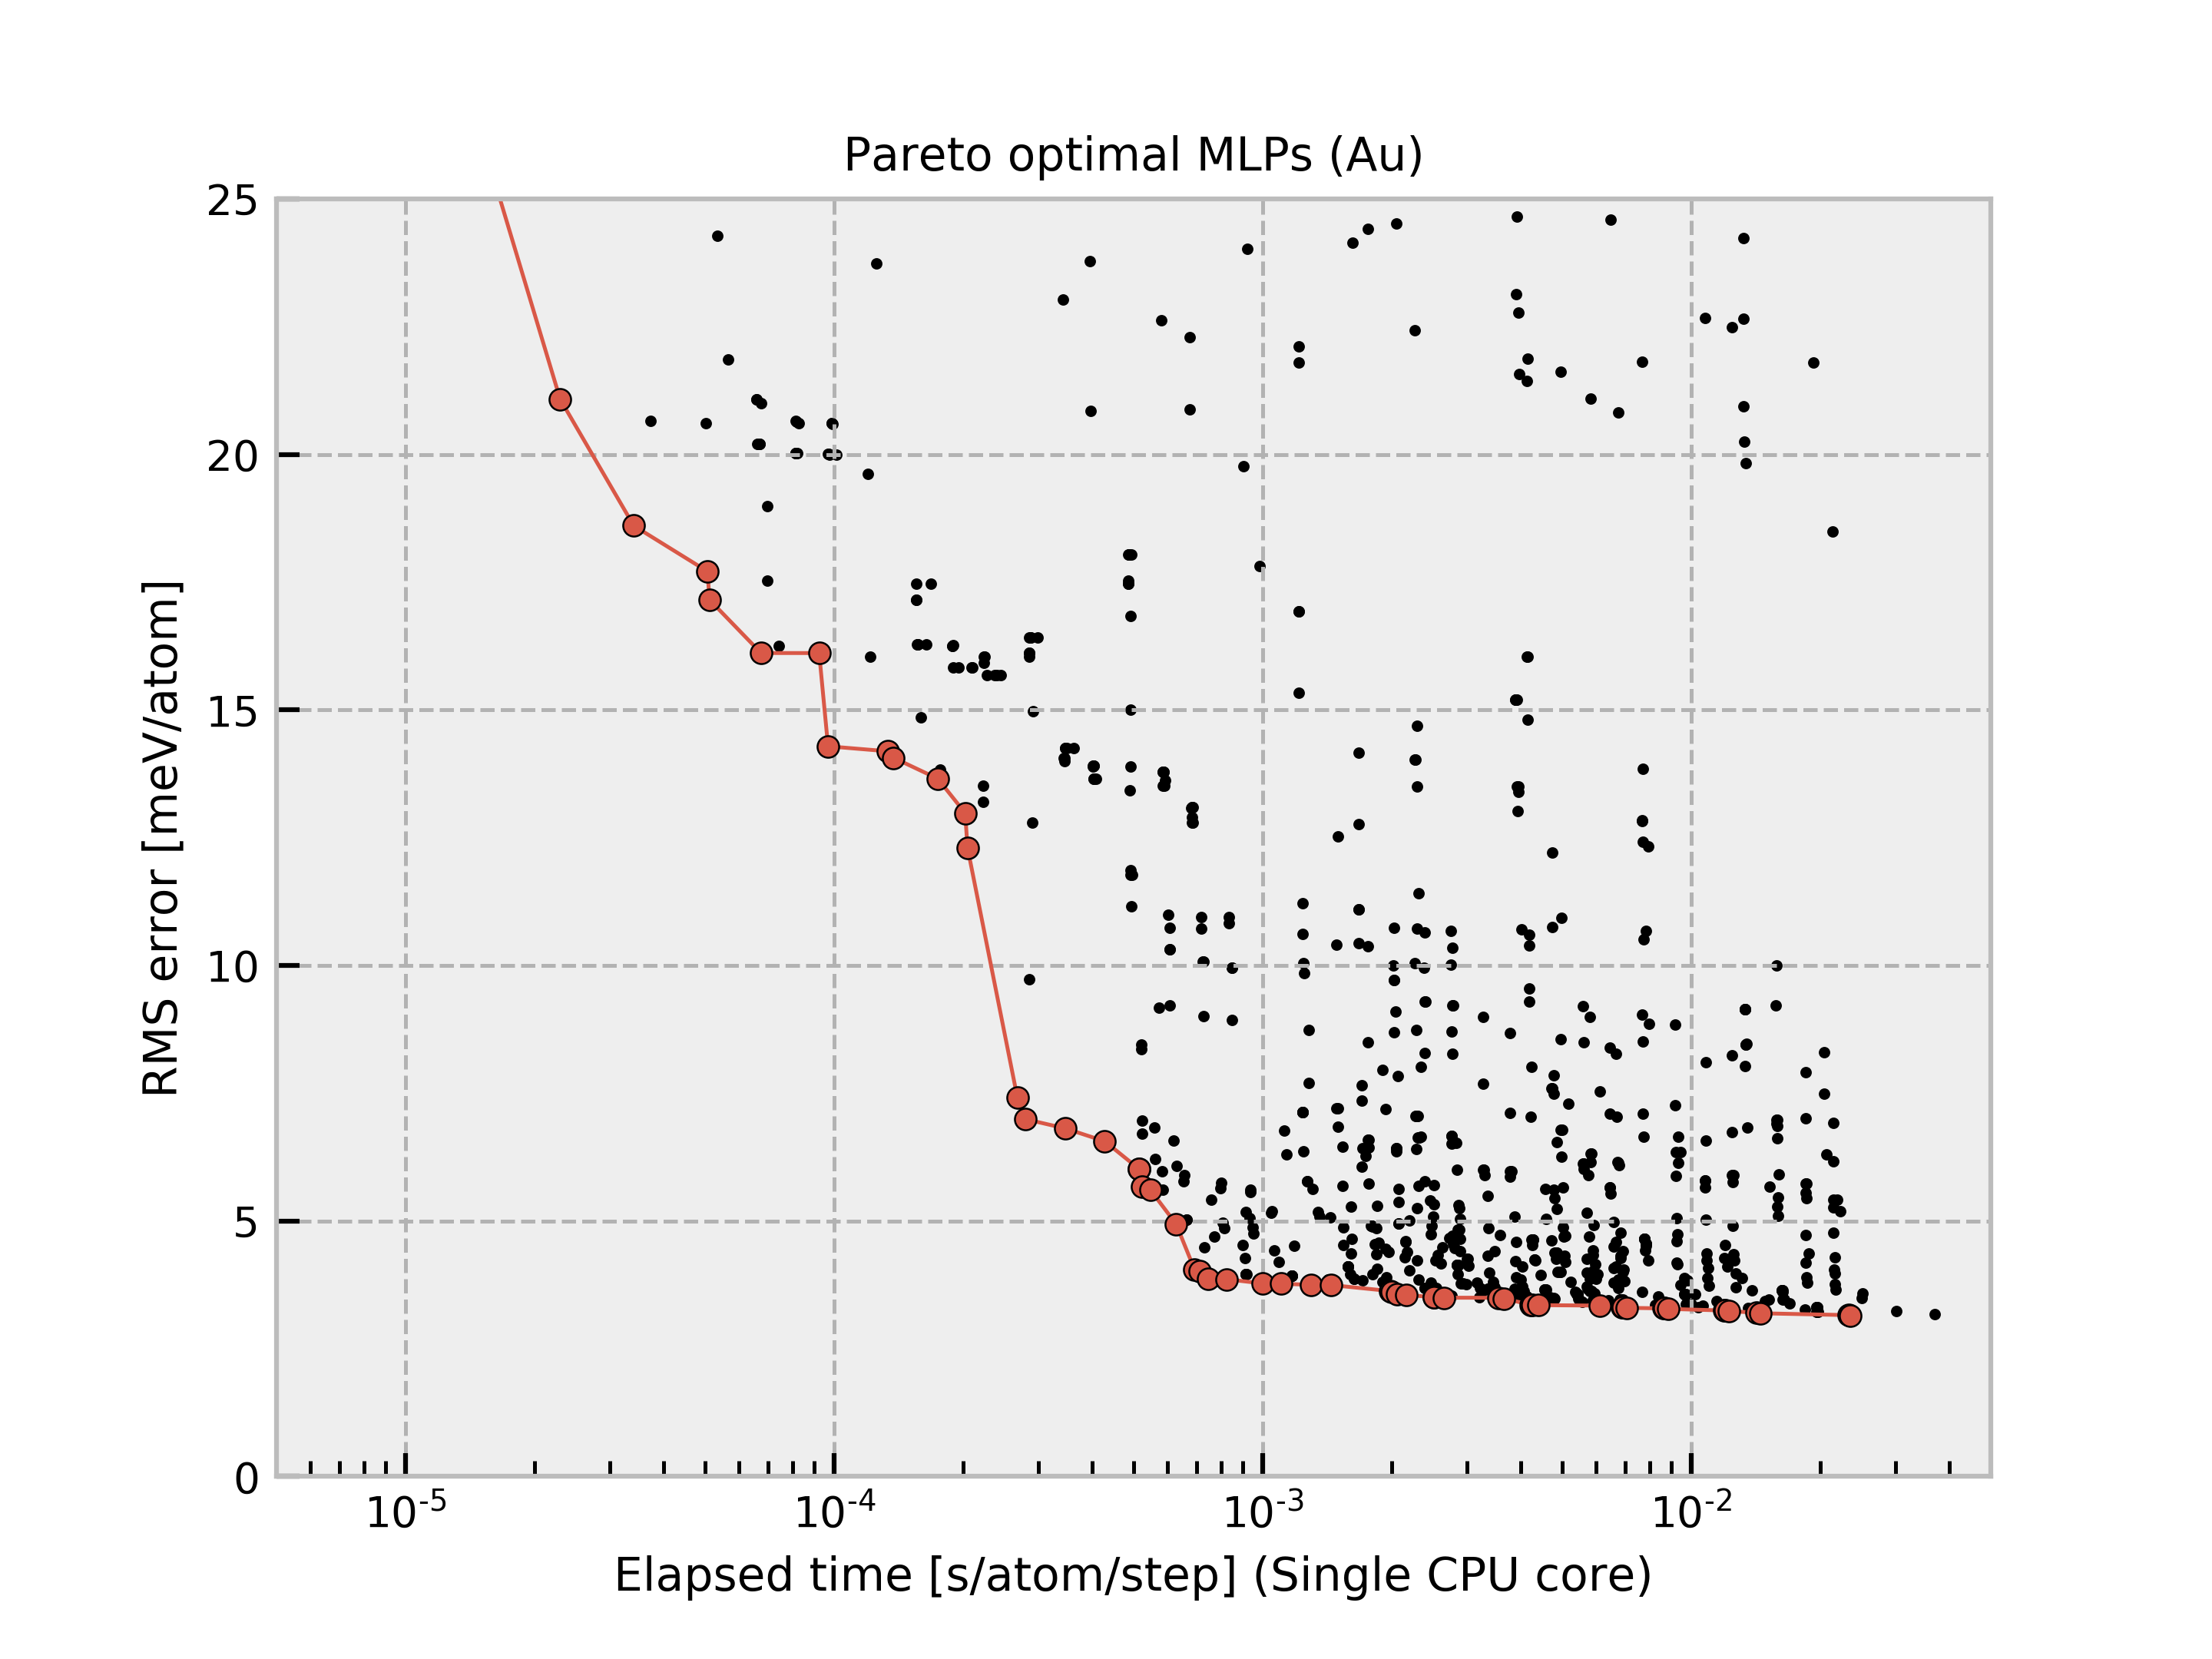 Pareto optimal MLPs (Au)
25
20
15
10
5
0
RMS error [meV/atom]
10-5 10-4 10-3 10-2
Elapsed time [s/atom/step] (Single CPU core)